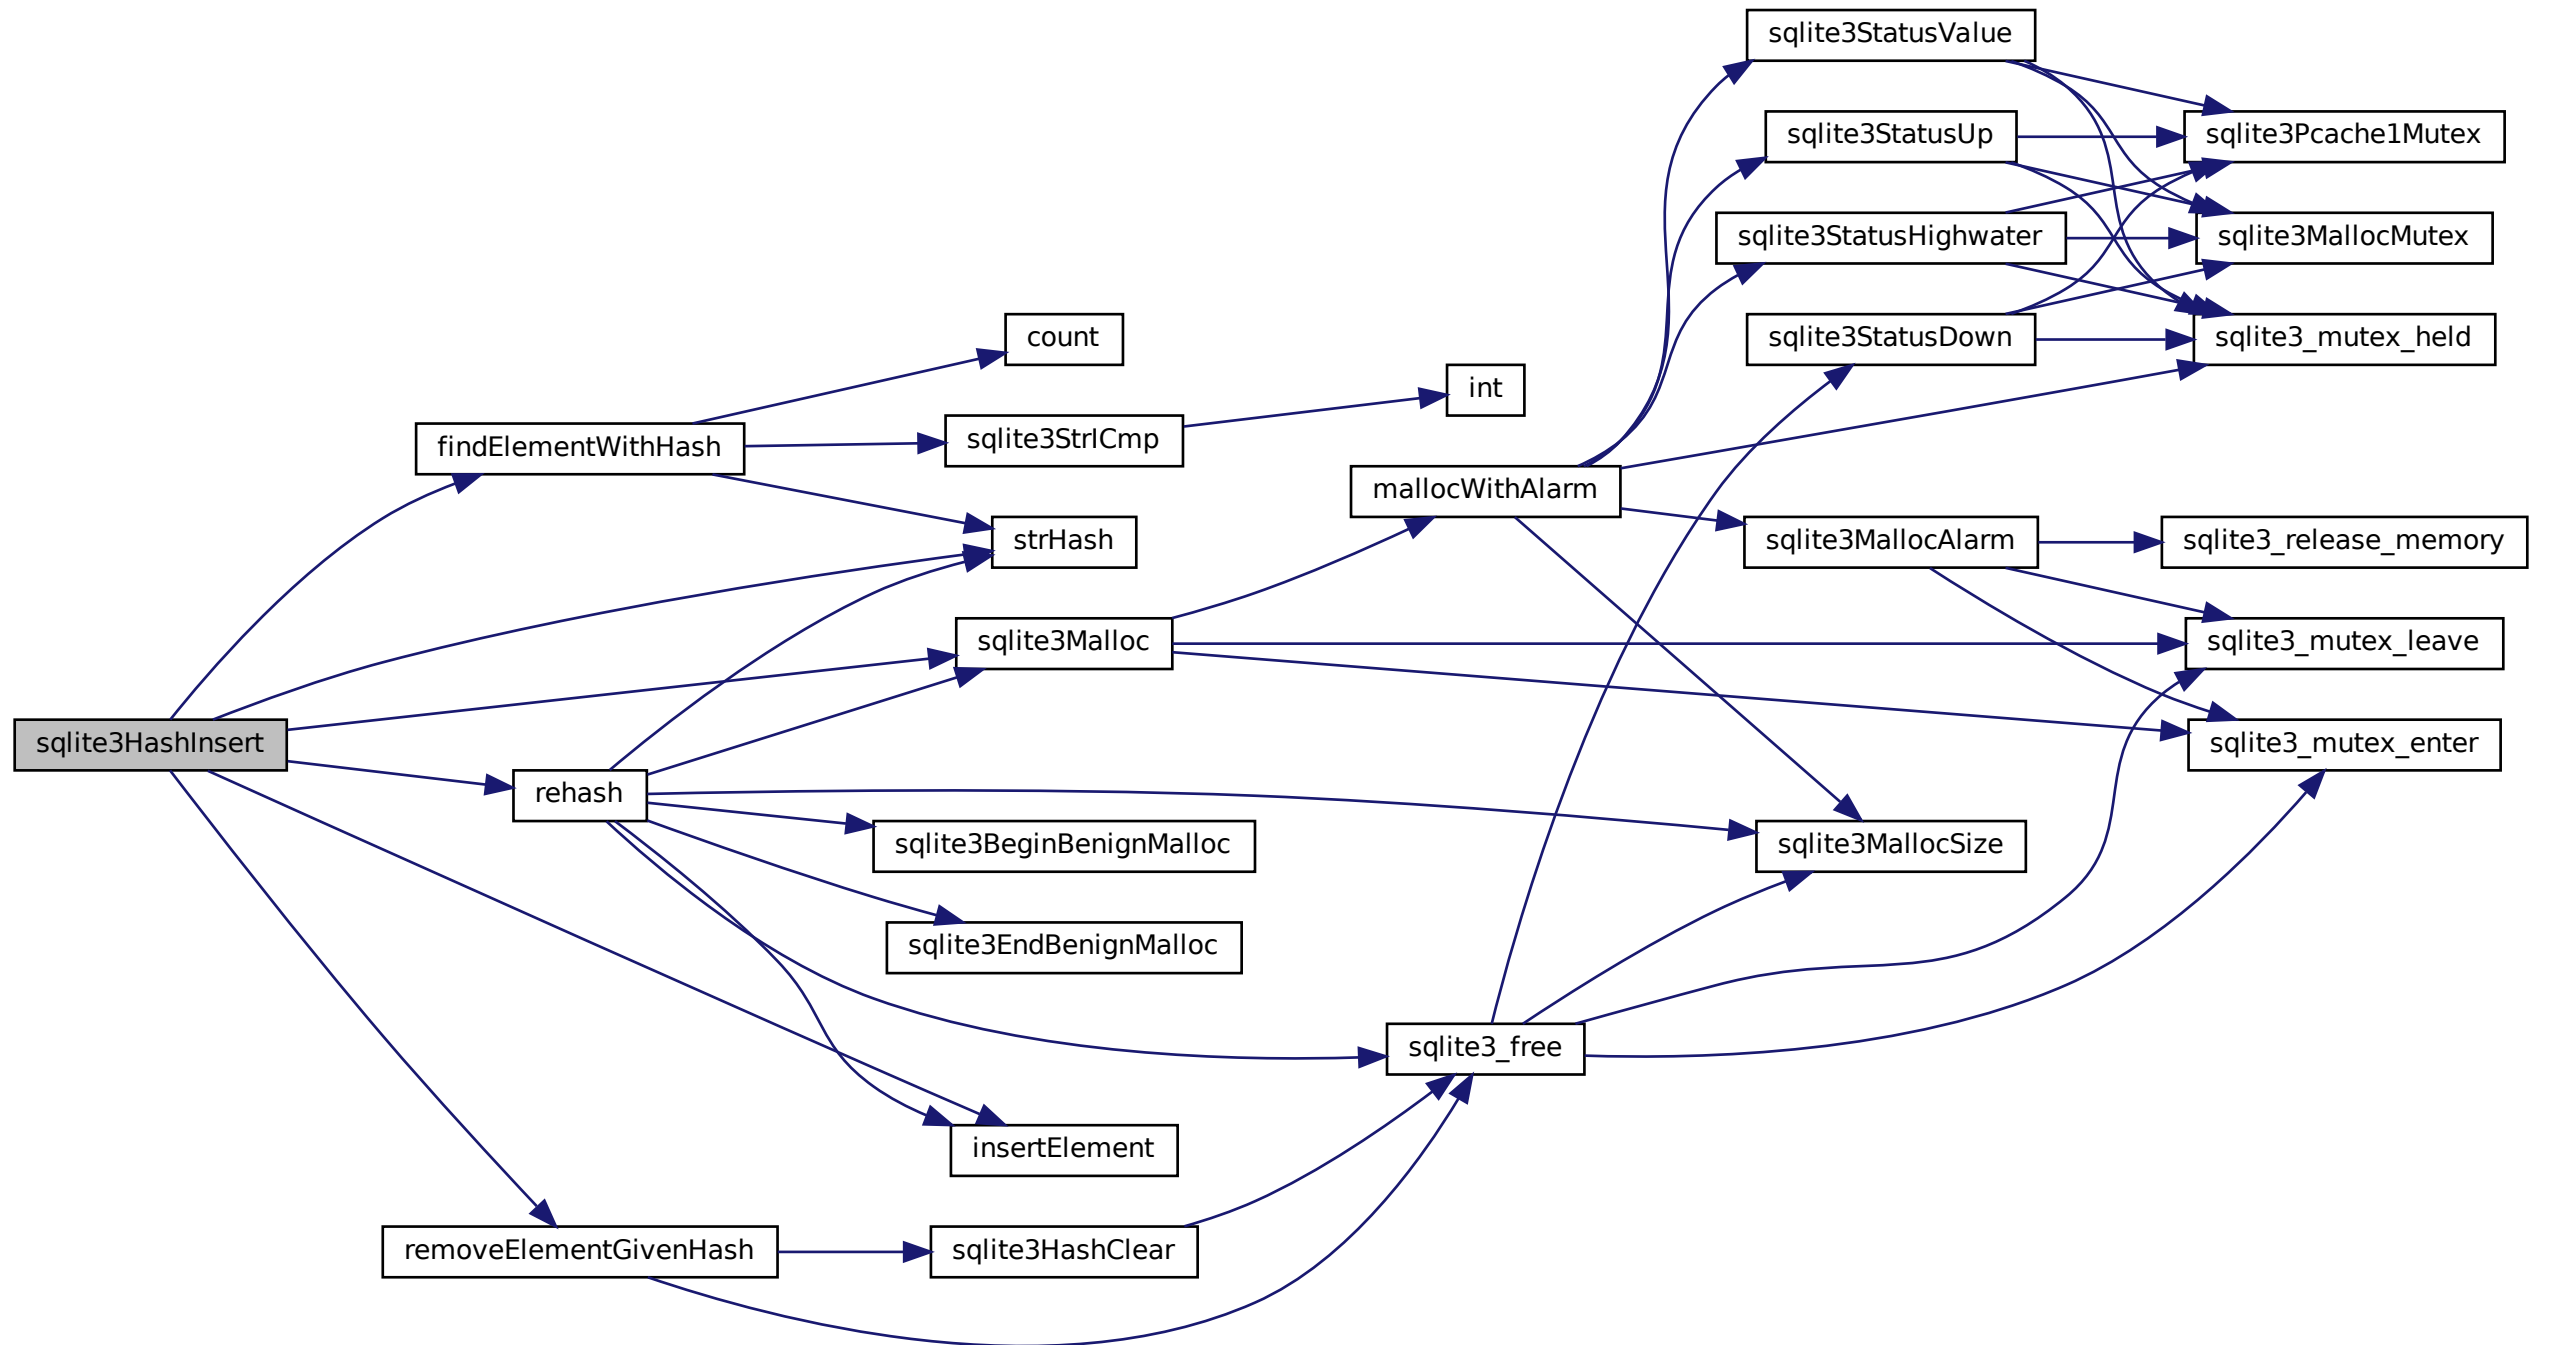 sqlite3StatusValue
sqlite3StatusUp
sqlite3Pcache1Mutex
sqlite3StatusHighwater
sqlite3MallocMutex
count
sqlite3StatusDown
sqlite3_mutex_held
int
findElementWithHash
sqlite3StrICmp
mallocWithAlarm
strHash
sqlite3MallocAlarm
sqlite3_release_memory
sqlite3Malloc
sqlite3_mutex_leave
sqlite3HashInsert
sqlite3_mutex_enter
rehash
sqlite3BeginBenignMalloc
sqlite3MallocSize
sqlite3EndBenignMalloc
sqlite3_free
insertElement
removeElementGivenHash
sqlite3HashClear